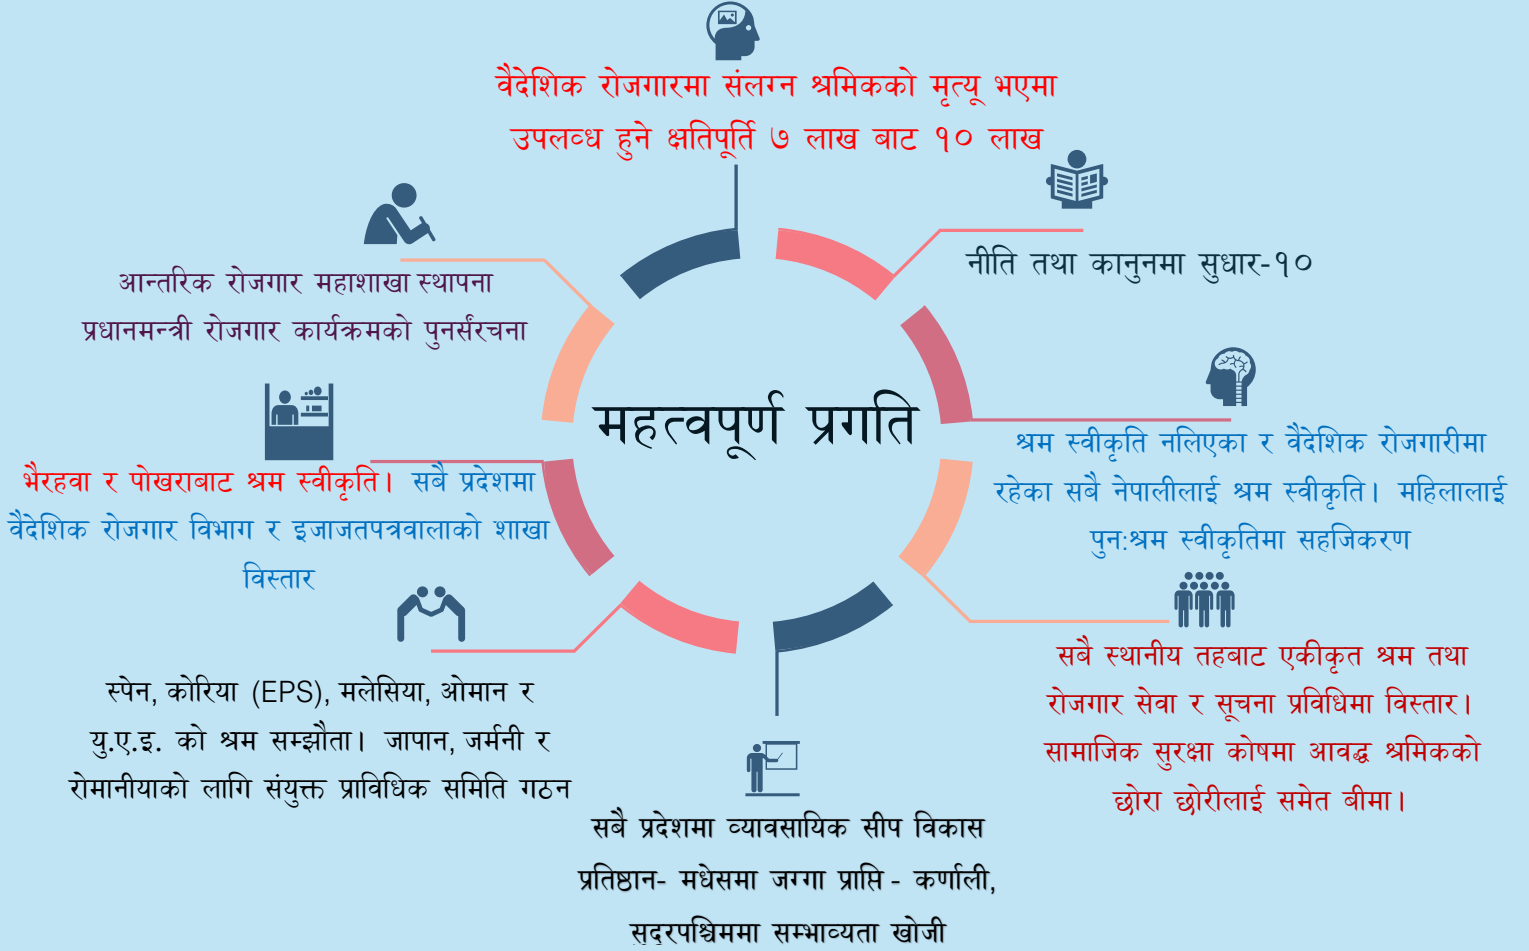 वैदेशिक रोजगारमा संलग्न श्रमिकको मृत्यू भएमा
उपलव्ध हुने क्षतिपूर्ति ७ लाख बाट १० लाख
नीति तथा कानुनमा सुधार-१०
आन्तरिक रोजगार महाशाखा स्थापना
प्रधानमन्त्री रोजगार कार्यक्रमको पुनर्संरचना
महत्वपूर्ण प्रगति
श्रम स्वीकृति नलिएका र वैदेशिक रोजगारीमा
रहेका सबै नेपालीलाई श्रम स्वीकृति। महिलालाई
पुन:श्रम स्वीकृतिमा सहजिकरण
भैरहवा र पोखराबाट श्रम स्वीकृति। सबै प्रदेशमा
वैदेशिक रोजगार विभाग र इजाजतपत्रवालाको शाखा
विस्तार
सबै स्थानीय तहबाट एकीकृत श्रम तथा
रोजगार सेवा र सूचना प्रविधिमा विस्तार।
सामाजिक सुरक्षा कोषमा आवद्ध श्रमिकको
छोरा छोरीलाई समेत बीमा।
स्पेन, कोरिया (EPS), मलेसिया, ओमान र
यु.ए.इ. को श्रम सम्झौता। जापान, जर्मनी र
रोमानीयाको लागि संयुक्त प्राविधिक समिति गठन
सबै प्रदेशमा व्यावसायिक सीप विकास
प्रतिष्ठान- मधेसमा जग्गा प्राप्ति - कर्णाली,
सुदुरपश्चिममा सम्भाव्यता खोजी